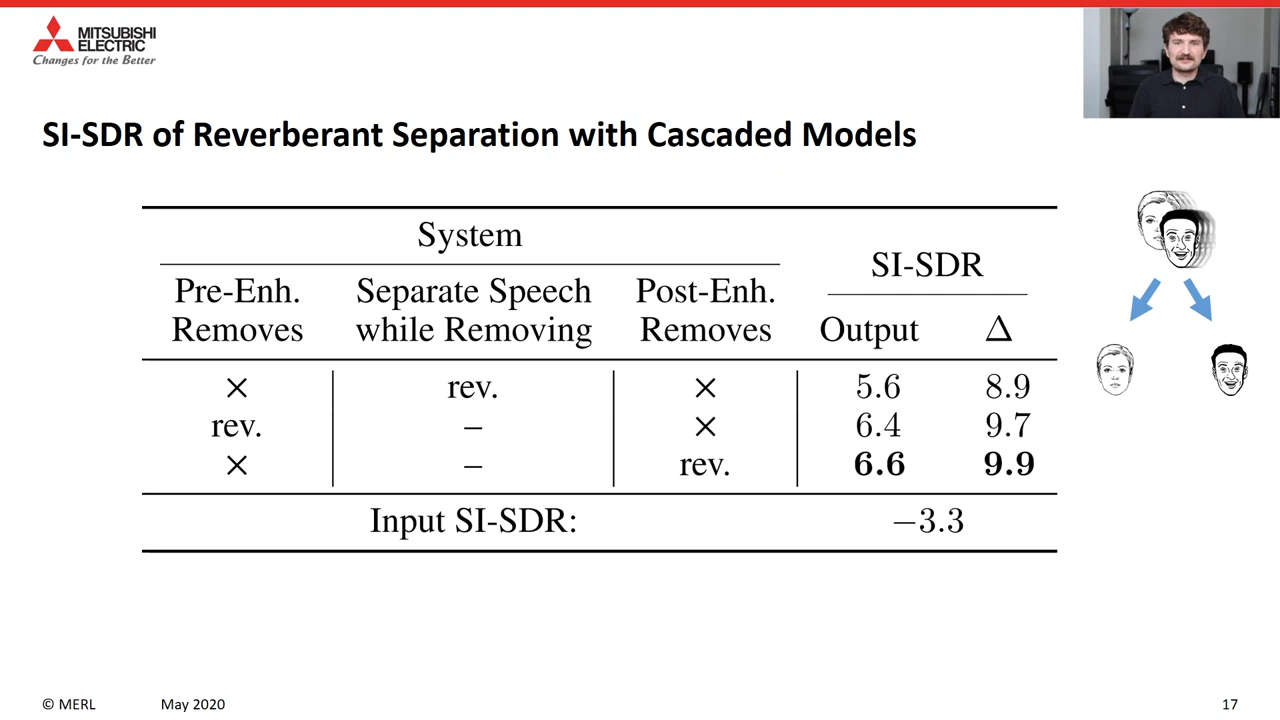 MITSUBISHI
ELECTRIC
Changes for the Better
SI-SDR of Reverberant Separation with Cascaded Models
System
SI-SDR
Pre-Enh. Removes
Separate Speech while Removing
Post-Enh. Removes
Output
Δ
× rev. × 5.6 8.9
rev. – × 6.4 9.7
× – rev. 6.6 9.9
Input SI-SDR: −3.3
© MERL May 2020 17